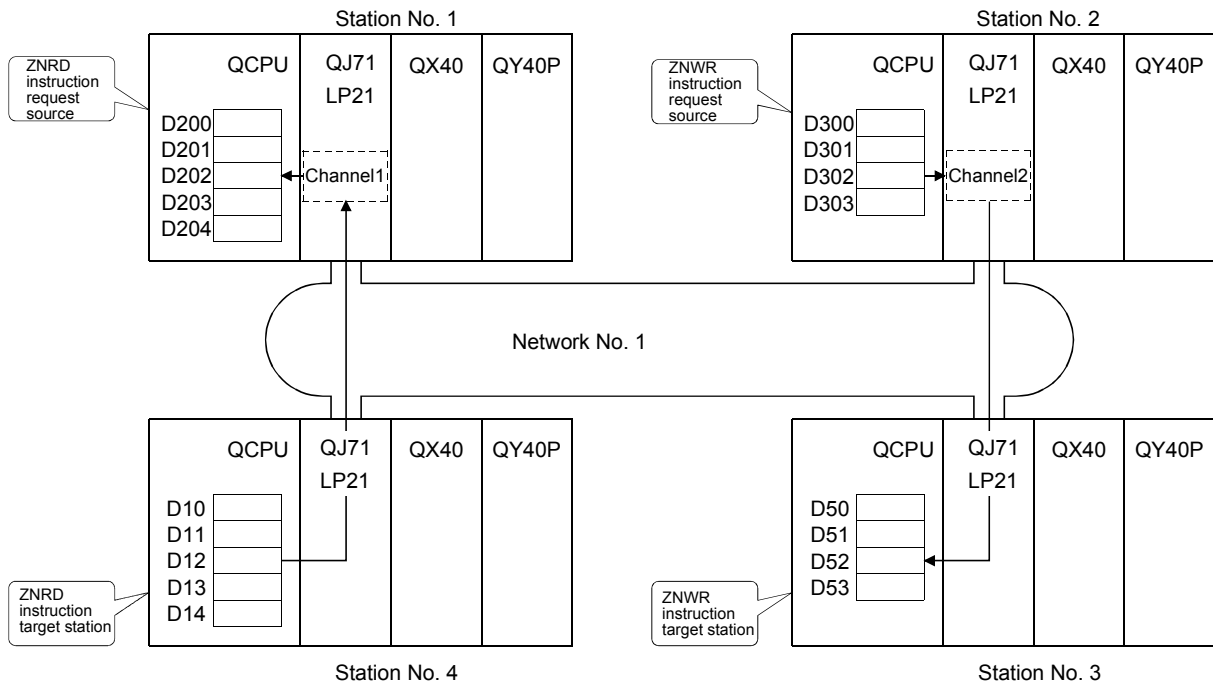 Station No. 1
ZNRD
instruction
request
source
QCPU
QJ71
LP21
QX40
QY40P
D200
D201
D202
D203
D204
Channel1
Station No. 2
ZNWR
instruction
request
source
QCPU
QJ71
LP21
QX40
QY40P
D300
D301
D302
D303
Channel2
Network No. 1
QCPU
QJ71
LP21
QX40
QY40P
D10
D11
D12
D13
D14
ZNRD
instruction
target station
Station No. 4
QCPU
QJ71
LP21
QX40
QY40P
D50
D51
D52
D53
ZNWR
instruction
target station
Station No. 3